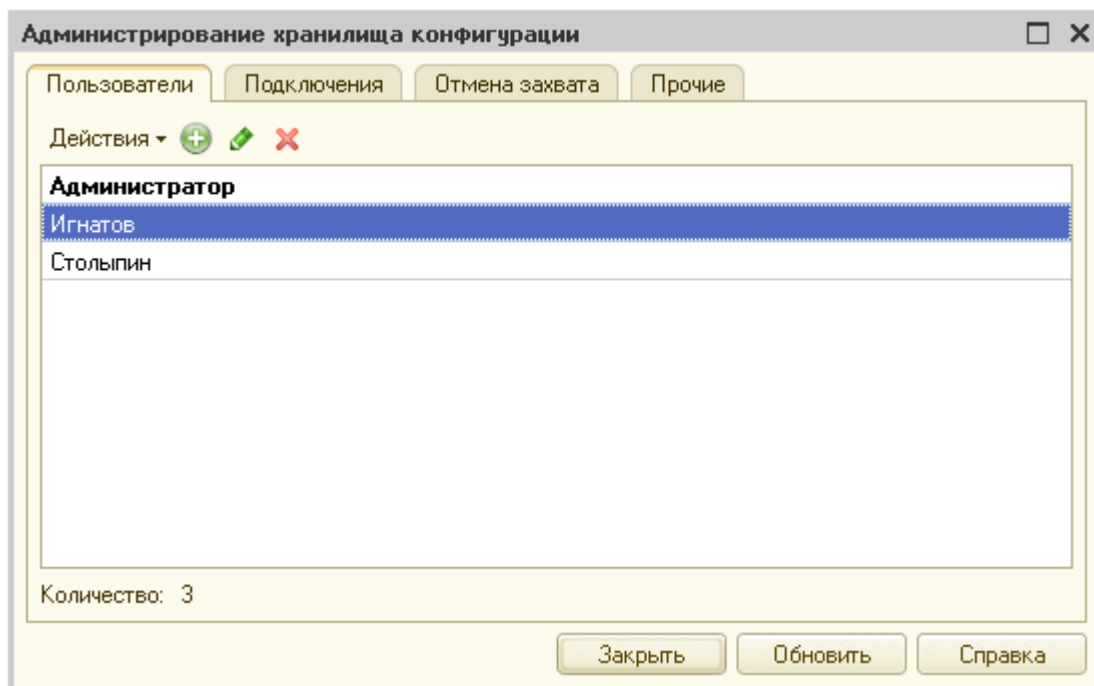 Администрирование хранилища конфигурации
Пользователи Подключения Отмена захвата Прочие
Действия
Администратор
Игнатов
Столыпин
Количество: 3
Закрыть Обновить Справка